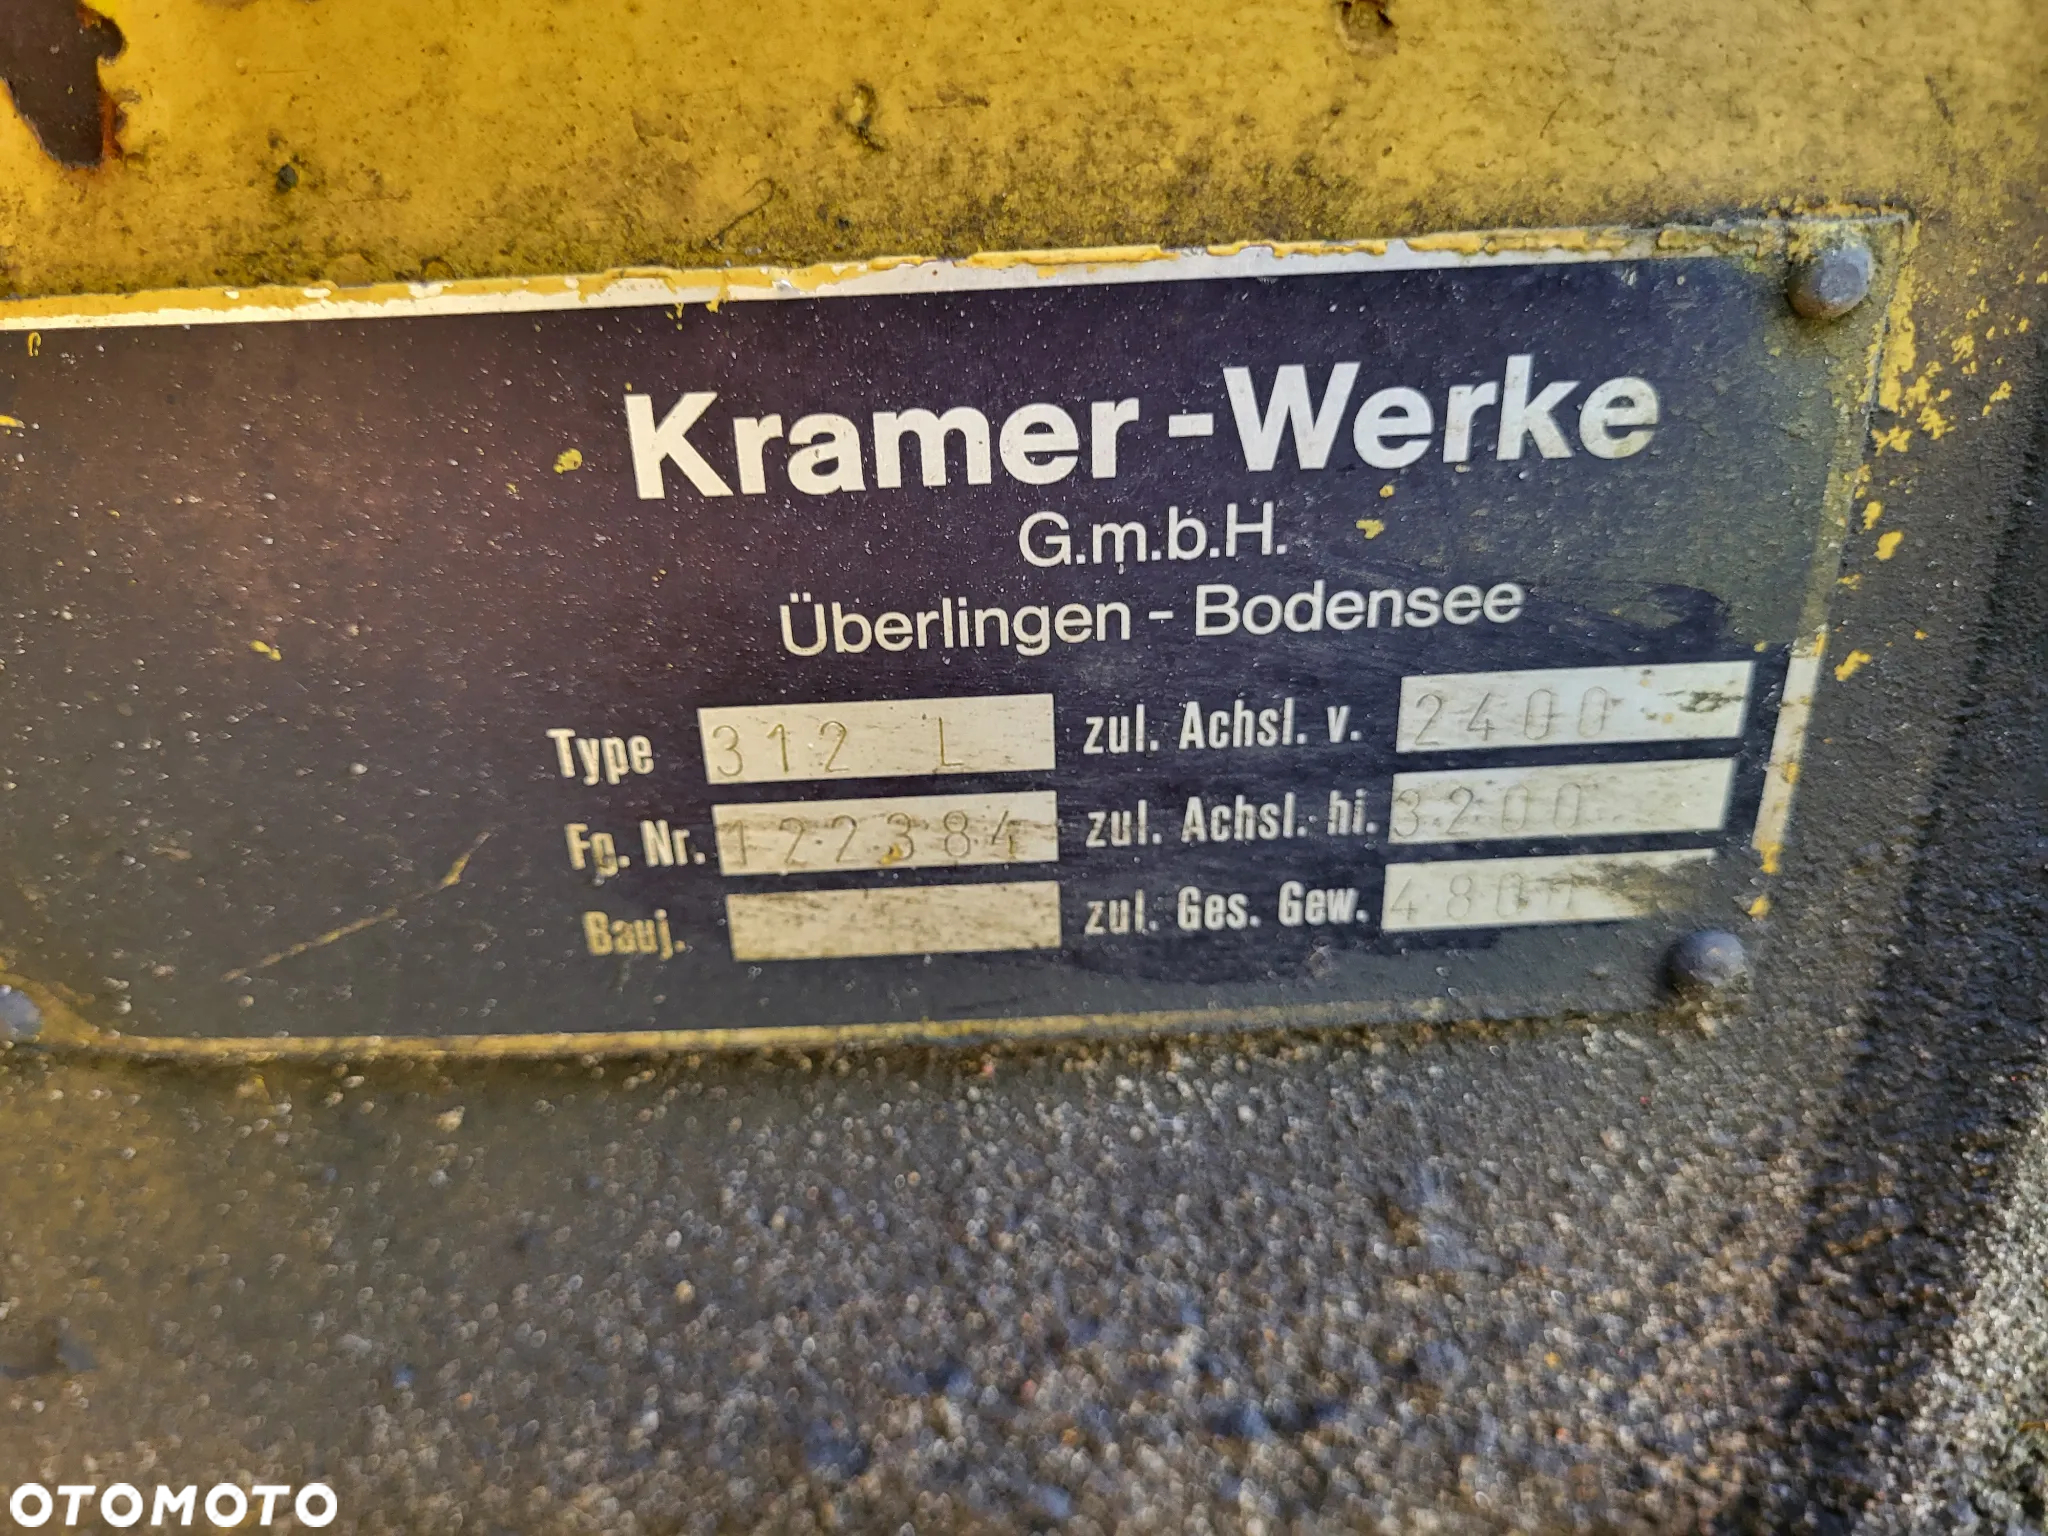 Kramer-Werke
G.m.b.H.
Überlingen - Bodensee
Type 312 L zul. Achsl. v. 2400
Fg. Nr. 122384 zul. Achsl. hi. 3200
Bauj. zul. Ges. Gew. 4800
OTOMOTO